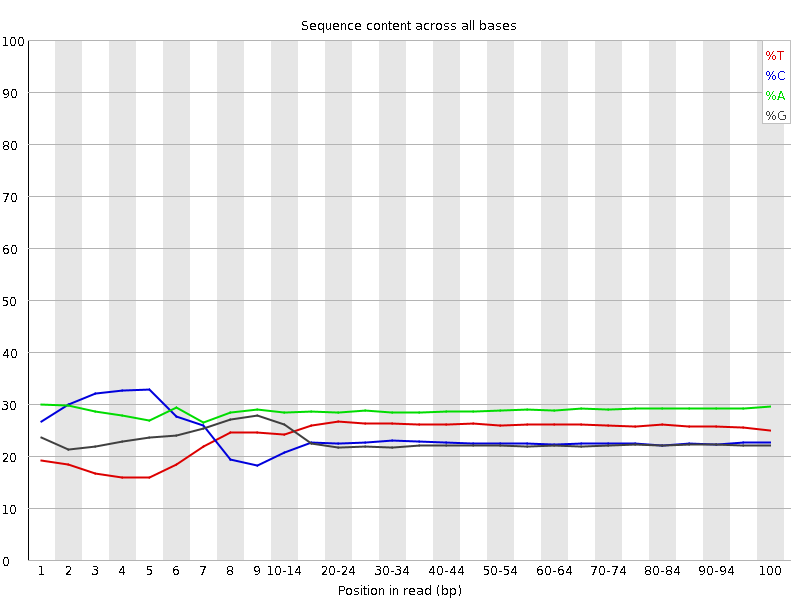 Sequence content across all bases
100
90
80
70
60
50
40
30
20
10
0
%T
%C
%A
%G
1 2 3 4 5 6 7 8 9 10-14 20-24 30-34 40-44 50-54 60-64 70-74 80-84 90-94 100
Position in read (bp)